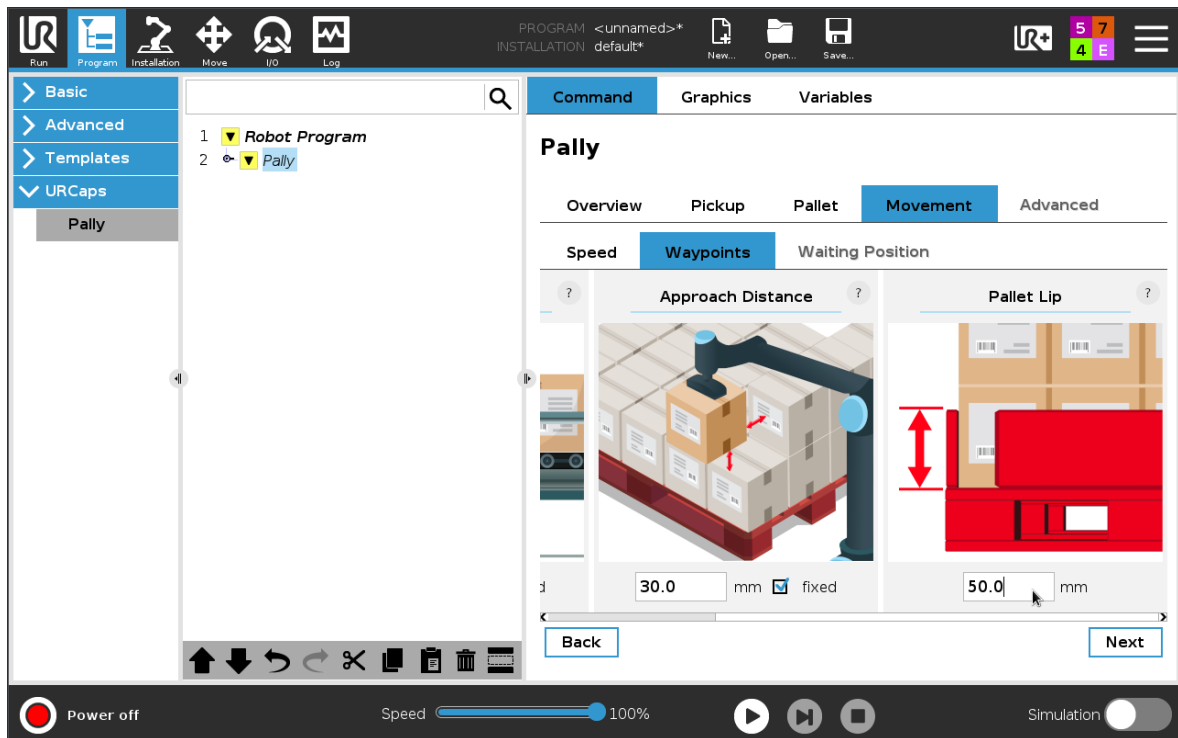 PROGRAM <unnamed>*
INSTALLATION default*
Run Program Installation Move I/O Log New... Open... Save...
UR+
5 7
4 E
Basic
Advanced
Templates
URCaps
Pally
1 Robot Program
2 Pally
Command Graphics Variables
Pally
Overview Pickup Pallet Movement Advanced
Speed Waypoints Waiting Position
? Approach Distance ? Pallet Lip ?
30.0 mm fixed 50.0 mm
Back Next
Power off Speed 100% Simulation